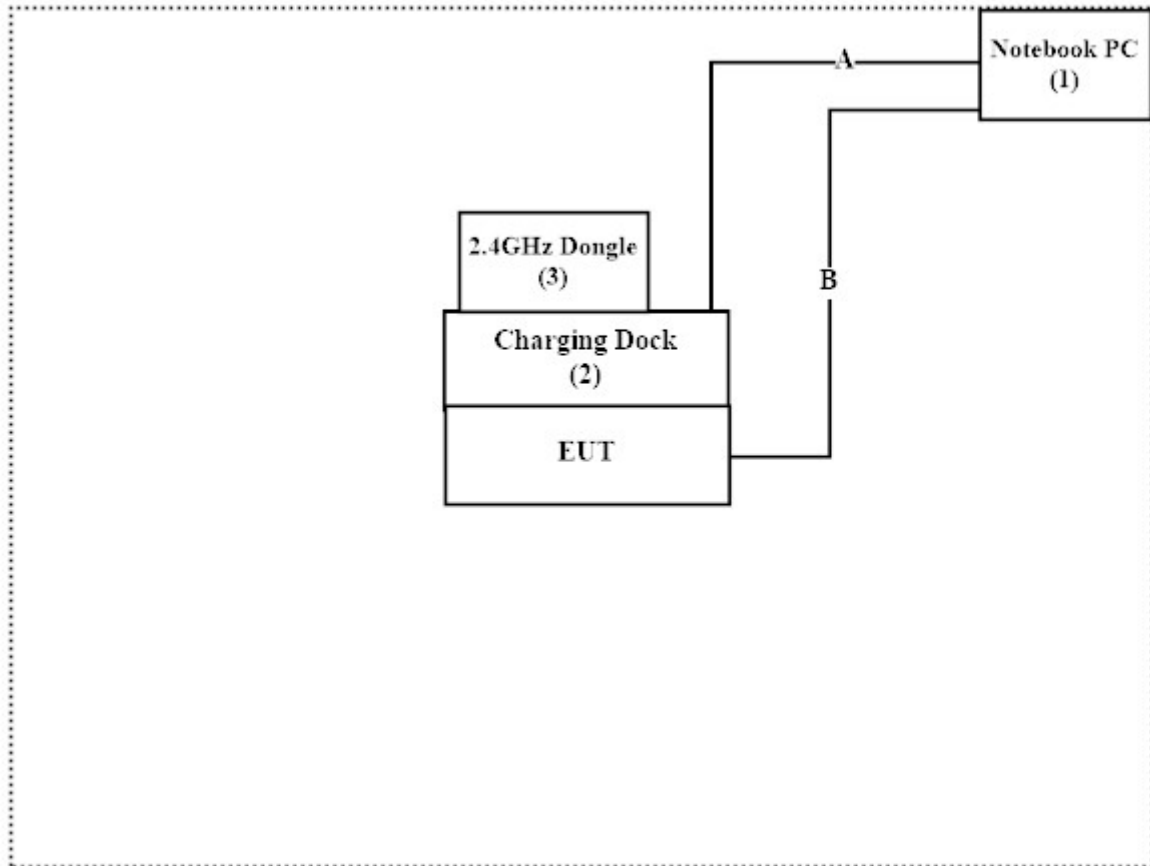 Notebook PC
(1)
A
B
2.4GHz Dongle
(3)
Charging Dock
(2)
EUT